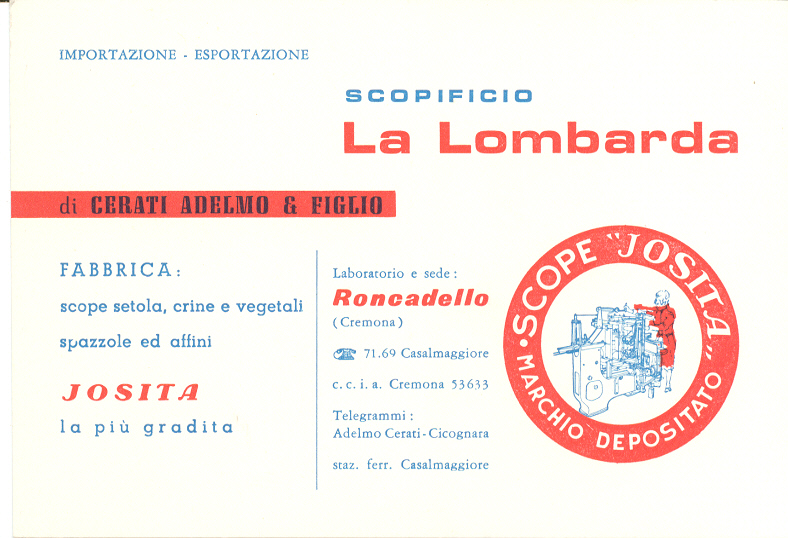 IMPORTAZIONE - ESPORTAZIONE
SCOPIFICIO
La Lombarda
di CERATI ADELMO & FIGLIO
FABBRICA:
scope setola, crine e vegetali
spazzole ed affini
JOSITA
la più gradita
Laboratorio e sede:
Roncadello
(Cremona)
☎ 71.69 Casalmaggiore
c.c.i.a. Cremona 53633
Telegrammi:
Adelmo Cerati-Cicognara
staz. ferr. Casalmaggiore
SCOPE "JOSITA"
MARCHIO DEPOSITATO